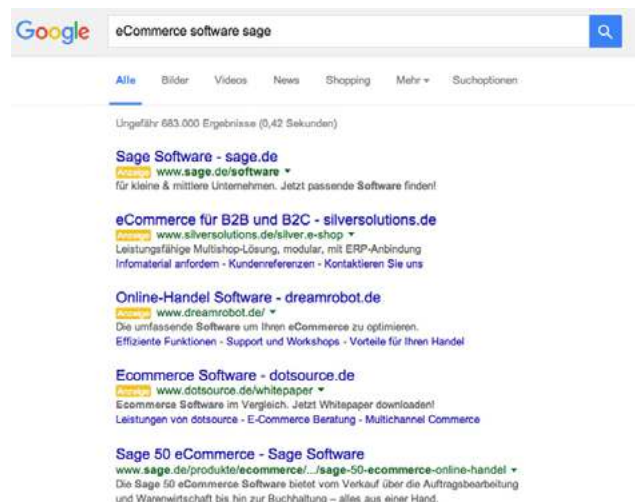 Google eCommerce software sage
Alle Bilder Videos News Shopping Mehr Suchoptionen
Ungefähr 683.000 Ergebnisse (0,42 Sekunden)
Sage Software - sage.de
Anzeige www.sage.de/software
für kleine & mittlere Unternehmen. Jetzt passende Software finden!
eCommerce für B2B und B2C - silversolutions.de
Anzeige www.silversolutions.de/silver.e-shop
Leistungsfähige Multishop-Lösung, modular, mit ERP-Anbindung
Infomaterial anfordern - Kundenreferenzen - Kontaktieren Sie uns
Online-Handel Software - dreamrobot.de
Anzeige www.dreamrobot.de/
Die umfassende Software um Ihren eCommerce zu optimieren.
Effiziente Funktionen - Support und Workshops - Vorteile für Ihren Handel
Ecommerce Software - dotsource.de
Anzeige www.dotsource.de/whitepaper
Ecommerce Software im Vergleich. Jetzt Whitepaper downloaden!
Leistungen von dotsource - E-Commerce Beratung - Multichannel Commerce
Sage 50 eCommerce - Sage Software
www.sage.de/produkte/ecommerce/.../sage-50-ecommerce-online-handel
Die Sage 50 eCommerce Software bietet vom Verkauf über die Auftragsbearbeitung
und Warenwirtschaft bis hin zur Buchhaltung – alles aus einer Hand.